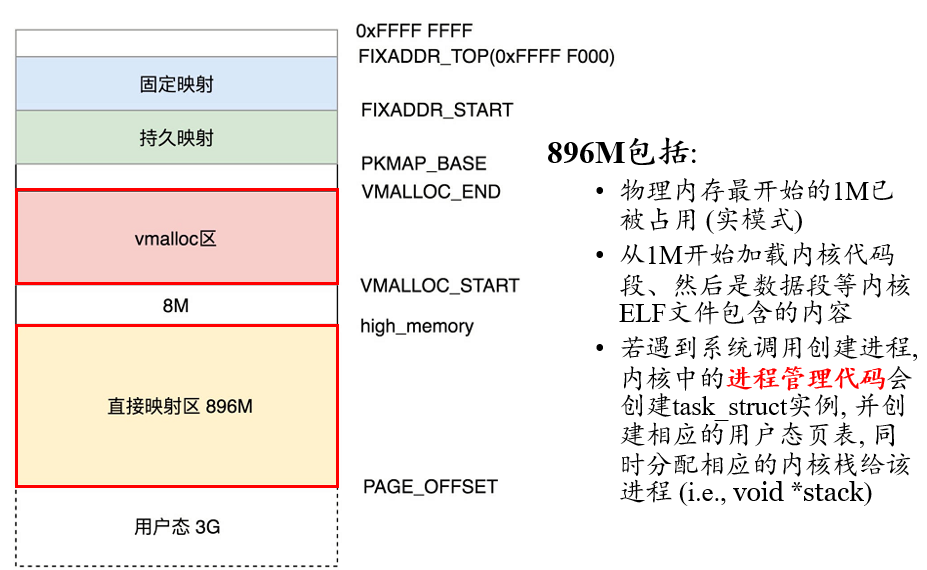 0xFFFF FFFF
FIXADDR_TOP(0xFFFF F000)
固定映射
FIXADDR_START
持久映射
PKMAP_BASE
VMALLOC_END
vmalloc区
VMALLOC_START
8M
high_memory
直接映射区 896M
PAGE_OFFSET
用户态 3G
896M包括:
• 物理内存最开始的1M已
被占用 (实模式)
• 从1M开始加载内核代码
段、然后是数据段等内核
ELF文件包含的内容
• 若遇到系统调用创建进程,
内核中的进程管理代码会
创建task_struct实例, 并创
建相应的用户态页表, 同
时分配相应的内核栈给该
进程 (i.e., void *stack)